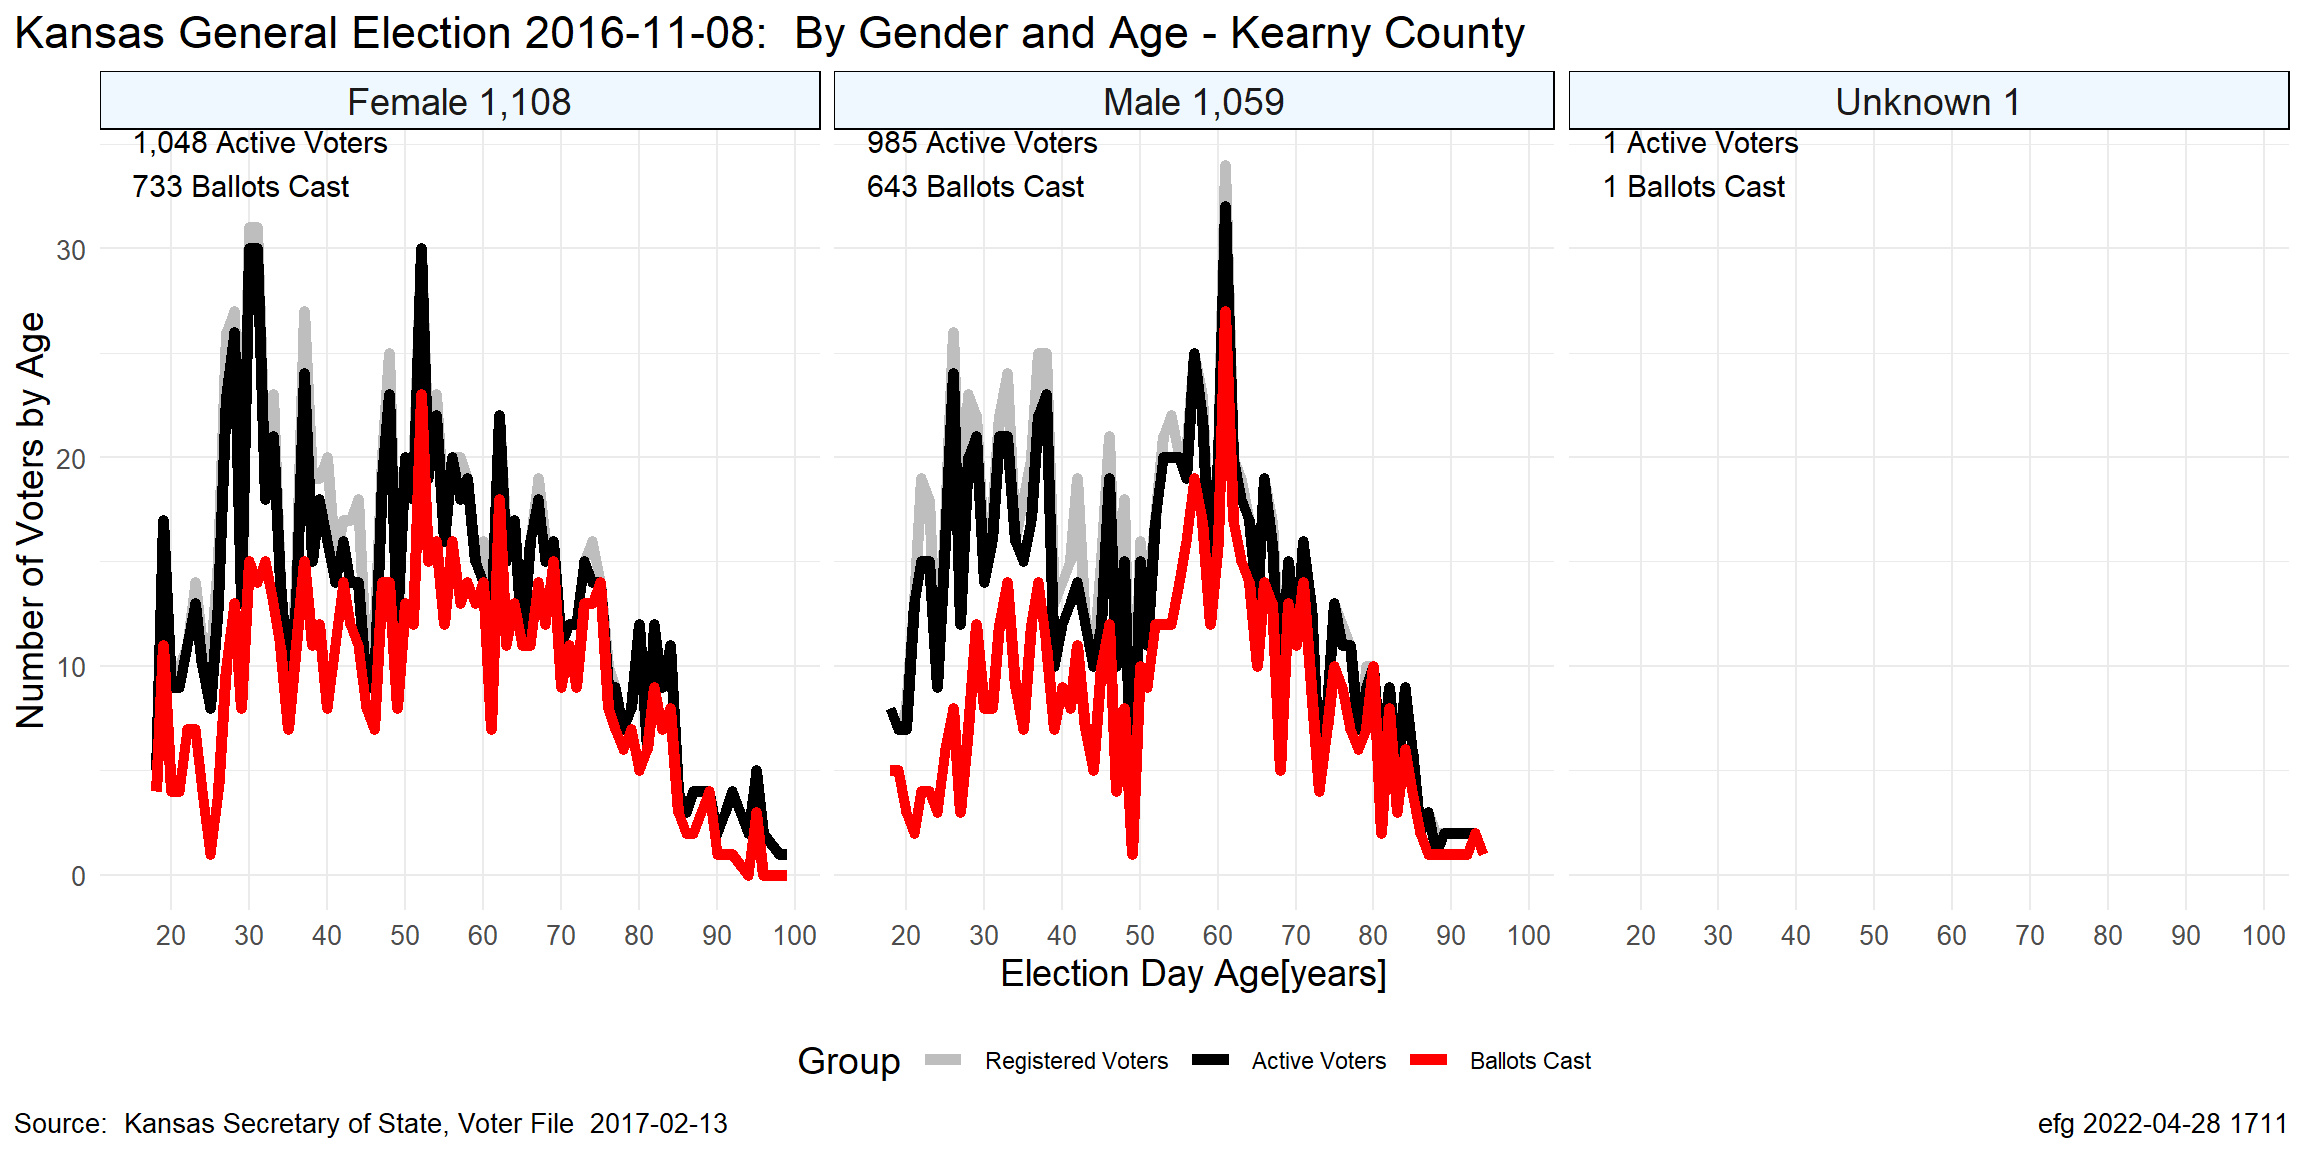 Kansas General Election 2016-11-08:  By Gender and Age - Kearny County
Female 1,108
Male 1,059
Unknown 1
1,048 Active Voters
733 Ballots Cast
985 Active Voters
643 Ballots Cast
1 Active Voters
1 Ballots Cast
Number of Voters by Age
30
20
10
0
20 30 40 50 60 70 80 90 100
20 30 40 50 60 70 80 90 100
20 30 40 50 60 70 80 90 100
Election Day Age[years]
Group Registered Voters Active Voters Ballots Cast
Source:  Kansas Secretary of State, Voter File  2017-02-13
efg 2022-04-28 1711